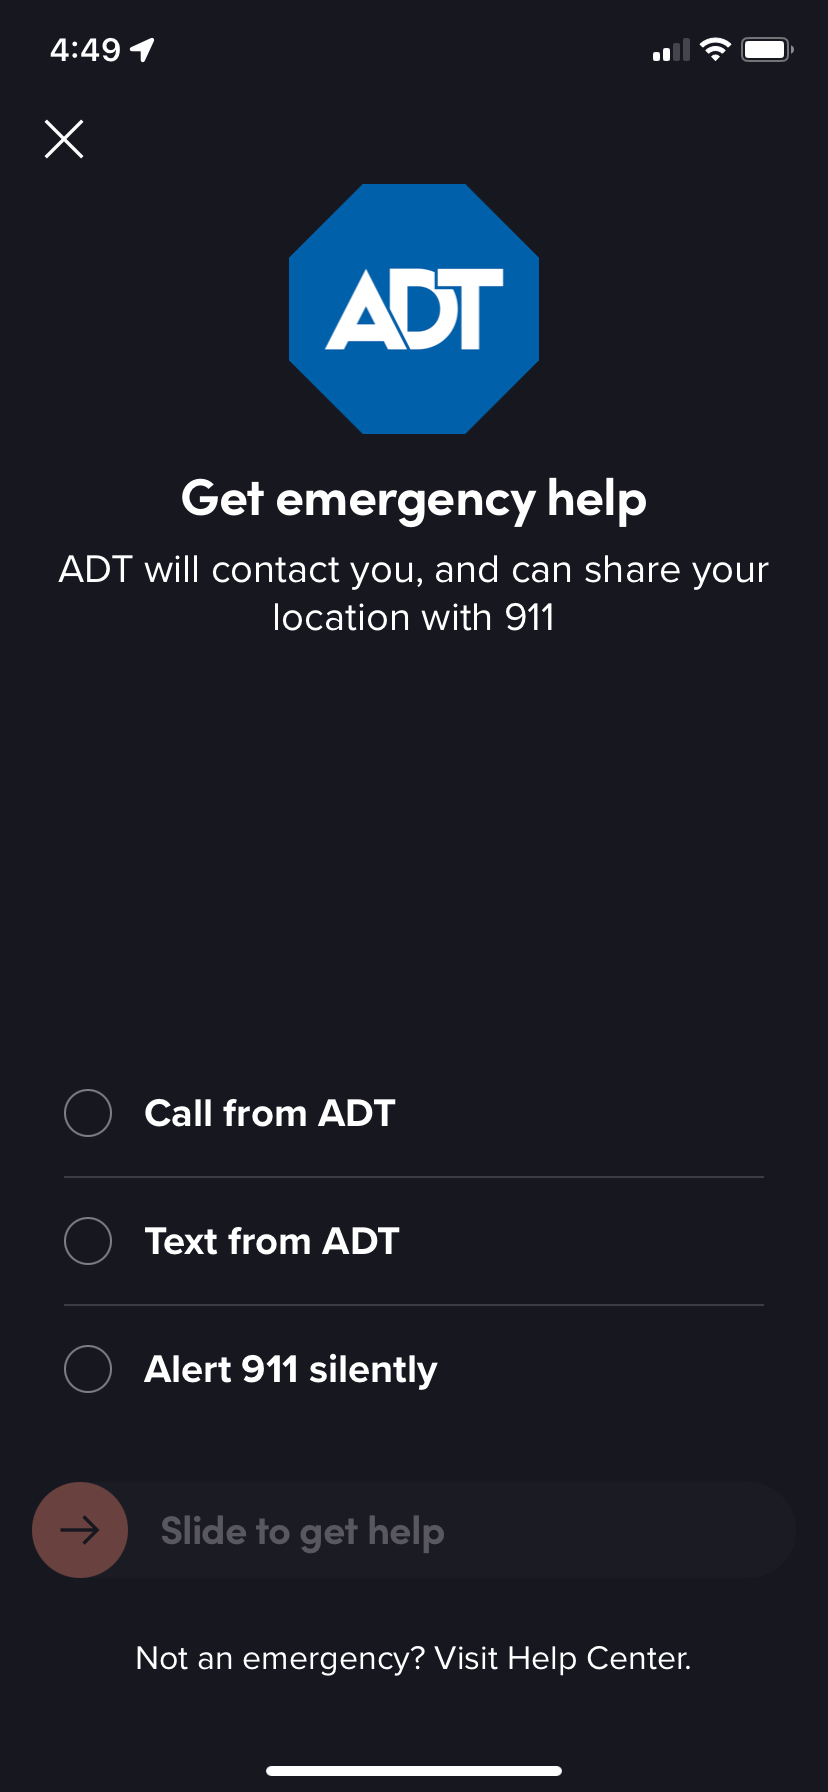 4:49
ADT
Get emergency help
ADT will contact you, and can share your
location with 911
Call from ADT
Text from ADT
Alert 911 silently
Slide to get help
Not an emergency? Visit Help Center.